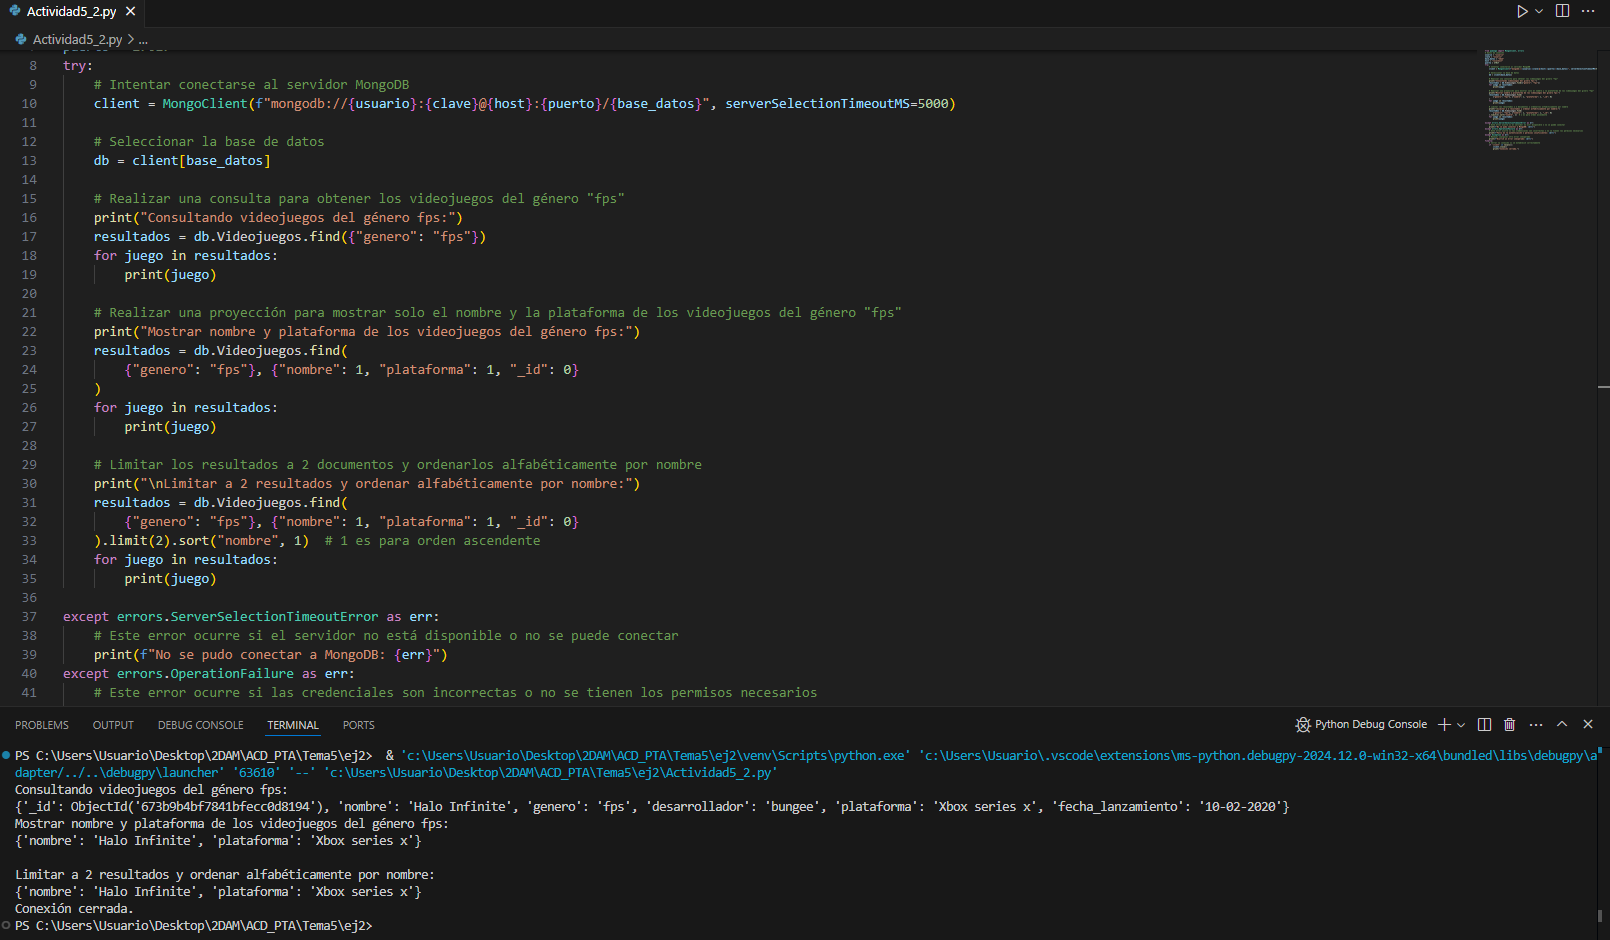 Actividad5_2.py
Actividad5_2.py > ...
8 try:
9 # Intentar conectarse al servidor MongoDB
10 client = MongoClient(f"mongodb://{usuario}:{clave}@{host}:{puerto}/{base_datos}", serverSelectionTimeoutMS=5000)
11
12 # Seleccionar la base de datos
13 db = client[base_datos]
14
15 # Realizar una consulta para obtener los videojuegos del género "fps"
16 print("Consultando videojuegos del género fps:")
17 resultados = db.Videojuegos.find({"genero": "fps"})
18 for juego in resultados:
19 print(juego)
20
21 # Realizar una proyección para mostrar solo el nombre y la plataforma de los videojuegos del género "fps"
22 print("Mostrar nombre y plataforma de los videojuegos del género fps:")
23 resultados = db.Videojuegos.find(
24 {"genero": "fps"}, {"nombre": 1, "plataforma": 1, "_id": 0}
25 )
26 for juego in resultados:
27 print(juego)
28
29 # Limitar los resultados a 2 documentos y ordenarlos alfabéticamente por nombre
30 print("\nLimitar a 2 resultados y ordenar alfabéticamente por nombre:")
31 resultados = db.Videojuegos.find(
32 {"genero": "fps"}, {"nombre": 1, "plataforma": 1, "_id": 0}
33 ).limit(2).sort("nombre", 1)  # 1 es para orden ascendente
34 for juego in resultados:
35 print(juego)
36
37 except errors.ServerSelectionTimeoutError as err:
38 # Este error ocurre si el servidor no está disponible o no se puede conectar
39 print(f"No se pudo conectar a MongoDB: {err}")
40 except errors.OperationFailure as err:
41 # Este error ocurre si las credenciales son incorrectas o no se tienen los permisos necesarios
PROBLEMS OUTPUT DEBUG CONSOLE TERMINAL PORTS Python Debug Console
PS C:\Users\Usuario\Desktop\2DAM\ACD_PTA\Tema5\ej2>  & 'c:\Users\Usuario\Desktop\2DAM\ACD_PTA\Tema5\ej2\venv\Scripts\python.exe' 'c:\Users\Usuario\.vscode\extensions\ms-python.debugpy-2024.12.0-win32-x64\bundled\libs\debugpy\a
dapter/../..\debugpy\launcher' '63610' '--' 'c:\Users\Usuario\Desktop\2DAM\ACD_PTA\Tema5\ej2\Actividad5_2.py'
Consultando videojuegos del género fps:
{'_id': ObjectId('673b9b4bf7841bfecc0d8194'), 'nombre': 'Halo Infinite', 'genero': 'fps', 'desarrollador': 'bungee', 'plataforma': 'Xbox series x', 'fecha_lanzamiento': '10-02-2020'}
Mostrar nombre y plataforma de los videojuegos del género fps:
{'nombre': 'Halo Infinite', 'plataforma': 'Xbox series x'}

Limitar a 2 resultados y ordenar alfabéticamente por nombre:
{'nombre': 'Halo Infinite', 'plataforma': 'Xbox series x'}
Conexión cerrada.
PS C:\Users\Usuario\Desktop\2DAM\ACD_PTA\Tema5\ej2>